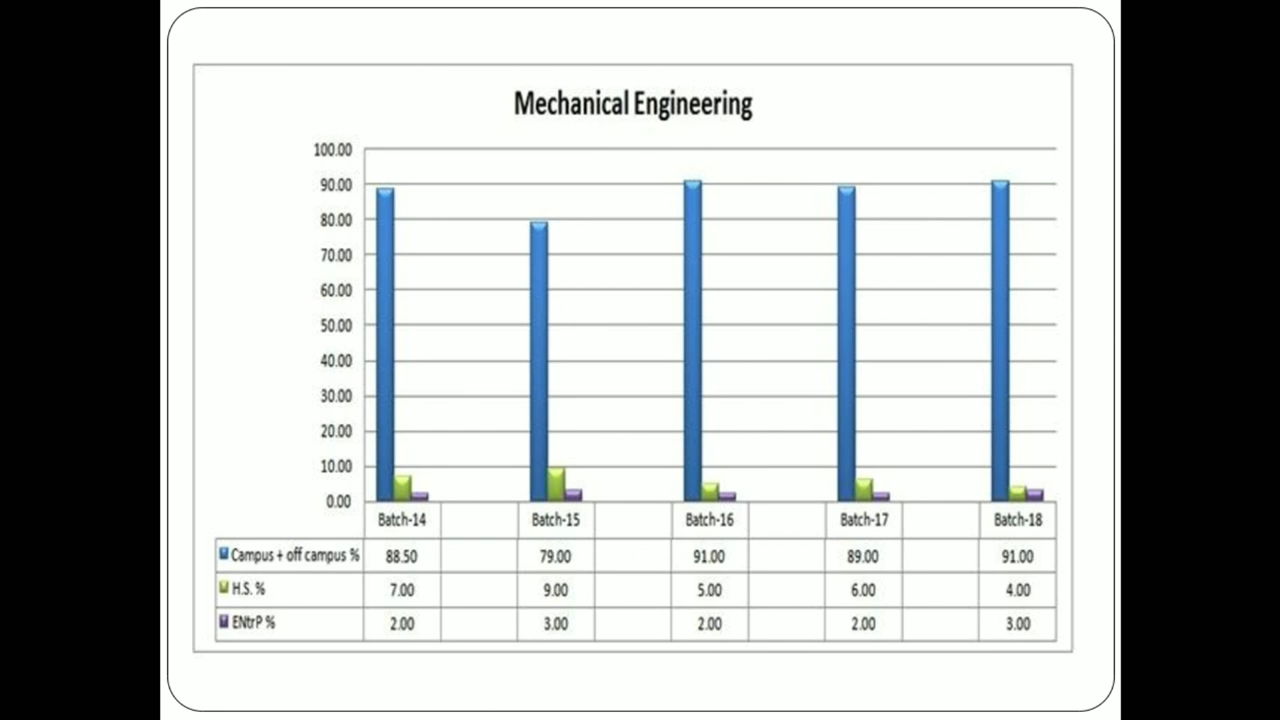 Mechanical Engineering
100.00
90.00
80.00
70.00
60.00
50.00
40.00
30.00
20.00
10.00
0.00
Batch-14 Batch-15 Batch-16 Batch-17 Batch-18
Campus + off campus % 88.50 79.00 91.00 89.00 91.00
H.S. % 7.00 9.00 5.00 6.00 4.00
ENtrP % 2.00 3.00 2.00 2.00 3.00